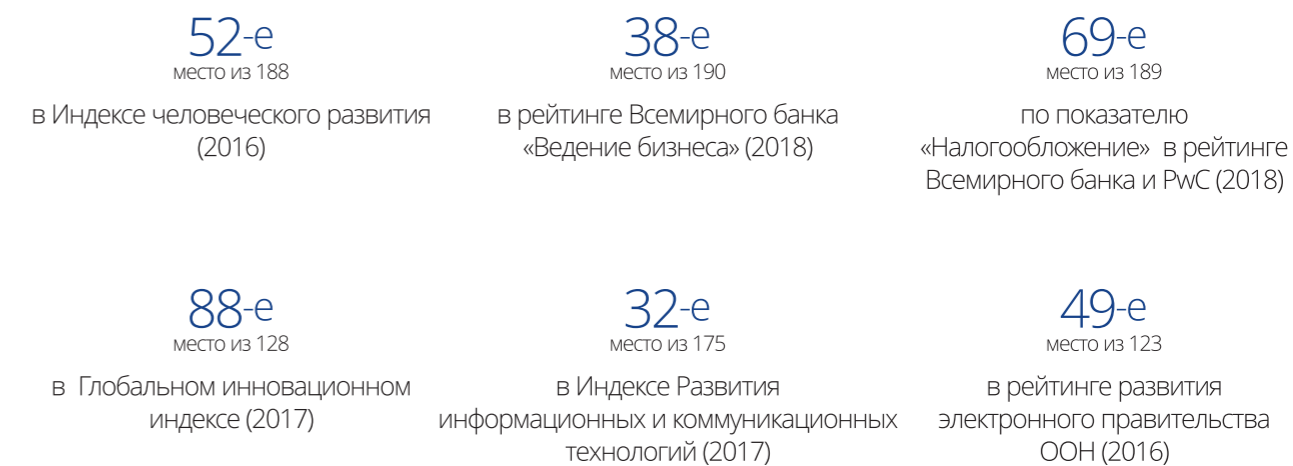 52-е
место из 188
в Индексе человеческого развития
(2016)
38-е
место из 190
в рейтинге Всемирного банка
«Ведение бизнеса» (2018)
69-е
место из 189
по показателю
«Налогообложение»  в рейтинге
Всемирного банка и PwC (2018)
88-е
место из 128
в  Глобальном инновационном
индексе (2017)
32-е
место из 175
в Индексе Развития
информационных и коммуникационных
технологий (2017)
49-е
место из 123
в рейтинге развития
электронного правительства
ООН (2016)